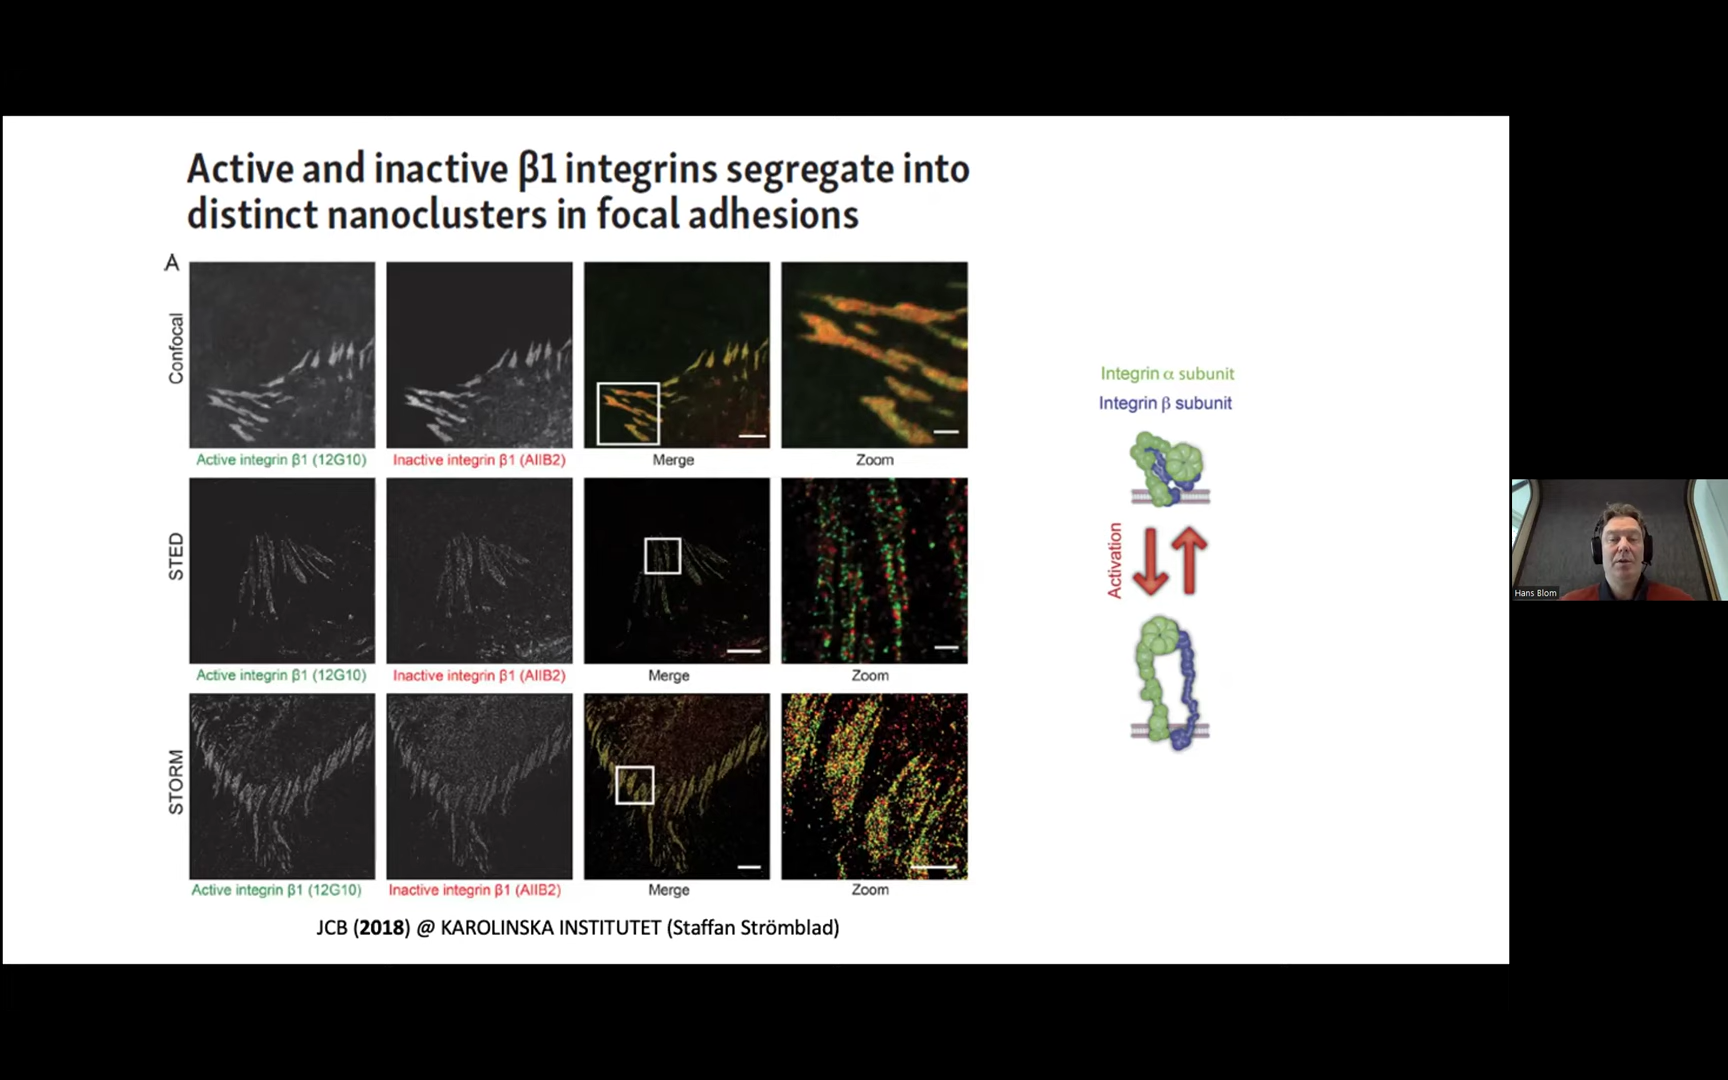 Active and inactive β1 integrins segregate into
distinct nanoclusters in focal adhesions
A
Confocal
Active integrin β1 (12G10)
Inactive integrin β1 (AIIB2)
Merge
Zoom
STED
Active integrin β1 (12G10)
Inactive integrin β1 (AIIB2)
Merge
Zoom
STORM
Active integrin β1 (12G10)
Inactive integrin β1 (AIIB2)
Merge
Zoom
JCB (2018) @ KAROLINSKA INSTITUTET (Staffan Strömblad)
Integrin α subunit
Integrin β subunit
Activation
Hans Blom